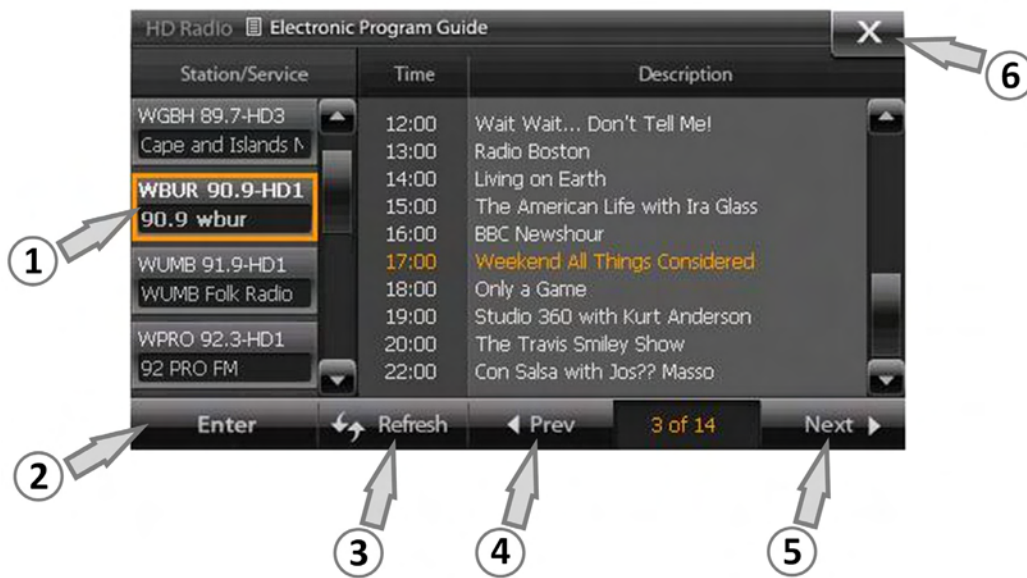 HD Radio Electronic Program Guide X
6
Station/Service Time Description
WGBH 89.7-HD3
Cape and Islands N
WBUR 90.9-HD1
90.9 wbur
1
WUMB 91.9-HD1
WUMB Folk Radio
WPRO 92.3-HD1
92 PRO FM
12:00 Wait Wait... Don't Tell Me!
13:00 Radio Boston
14:00 Living on Earth
15:00 The American Life with Ira Glass
16:00 BBC Newshour
17:00 Weekend All Things Considered
18:00 Only a Game
19:00 Studio 360 with Kurt Anderson
20:00 The Travis Smiley Show
22:00 Con Salsa with Jos?? Masso
Enter Refresh Prev 3 of 14 Next
2
3
4
5